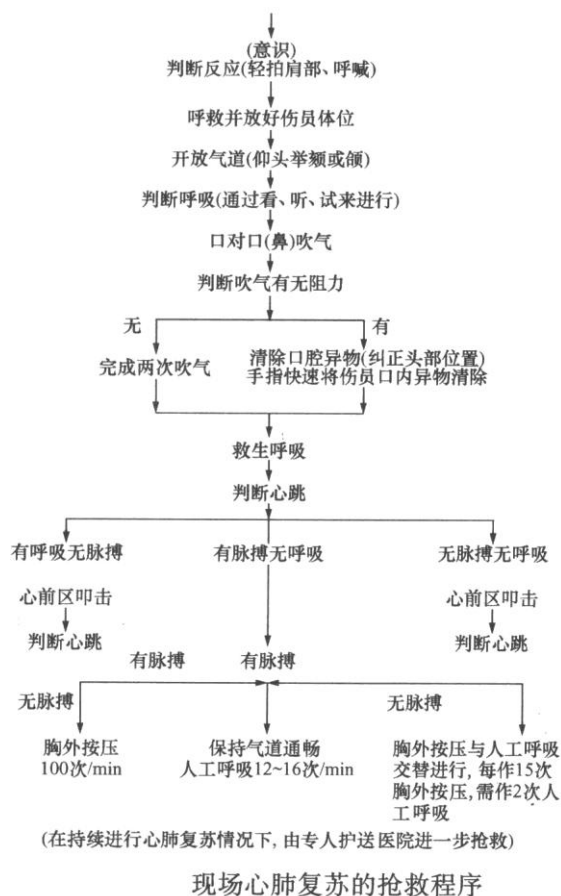 (意识)
判断反应(轻拍肩部、呼喊)
呼救并放好伤员体位
开放气道(仰头举颏或颌)
判断呼吸(通过看、听、试来进行)
口对口(鼻)吹气
判断吹气有无阻力
无
有
完成两次吹气
清除口腔异物(纠正头部位置)
手指快速将伤员口内异物清除
救生呼吸
判断心跳
有呼吸无脉搏
有脉搏无呼吸
无脉搏无呼吸
心前区叩击
心前区叩击
判断心跳
判断心跳
有脉搏
有脉搏
无脉搏
无脉搏
胸外按压
100次/min
保持气道通畅
人工呼吸12~16次/min
胸外按压与人工呼吸
交替进行, 每作15次
胸外按压, 需作2次人
工呼吸
(在持续进行心肺复苏情况下, 由专人护送医院进一步抢救)
现场心肺复苏的抢救程序